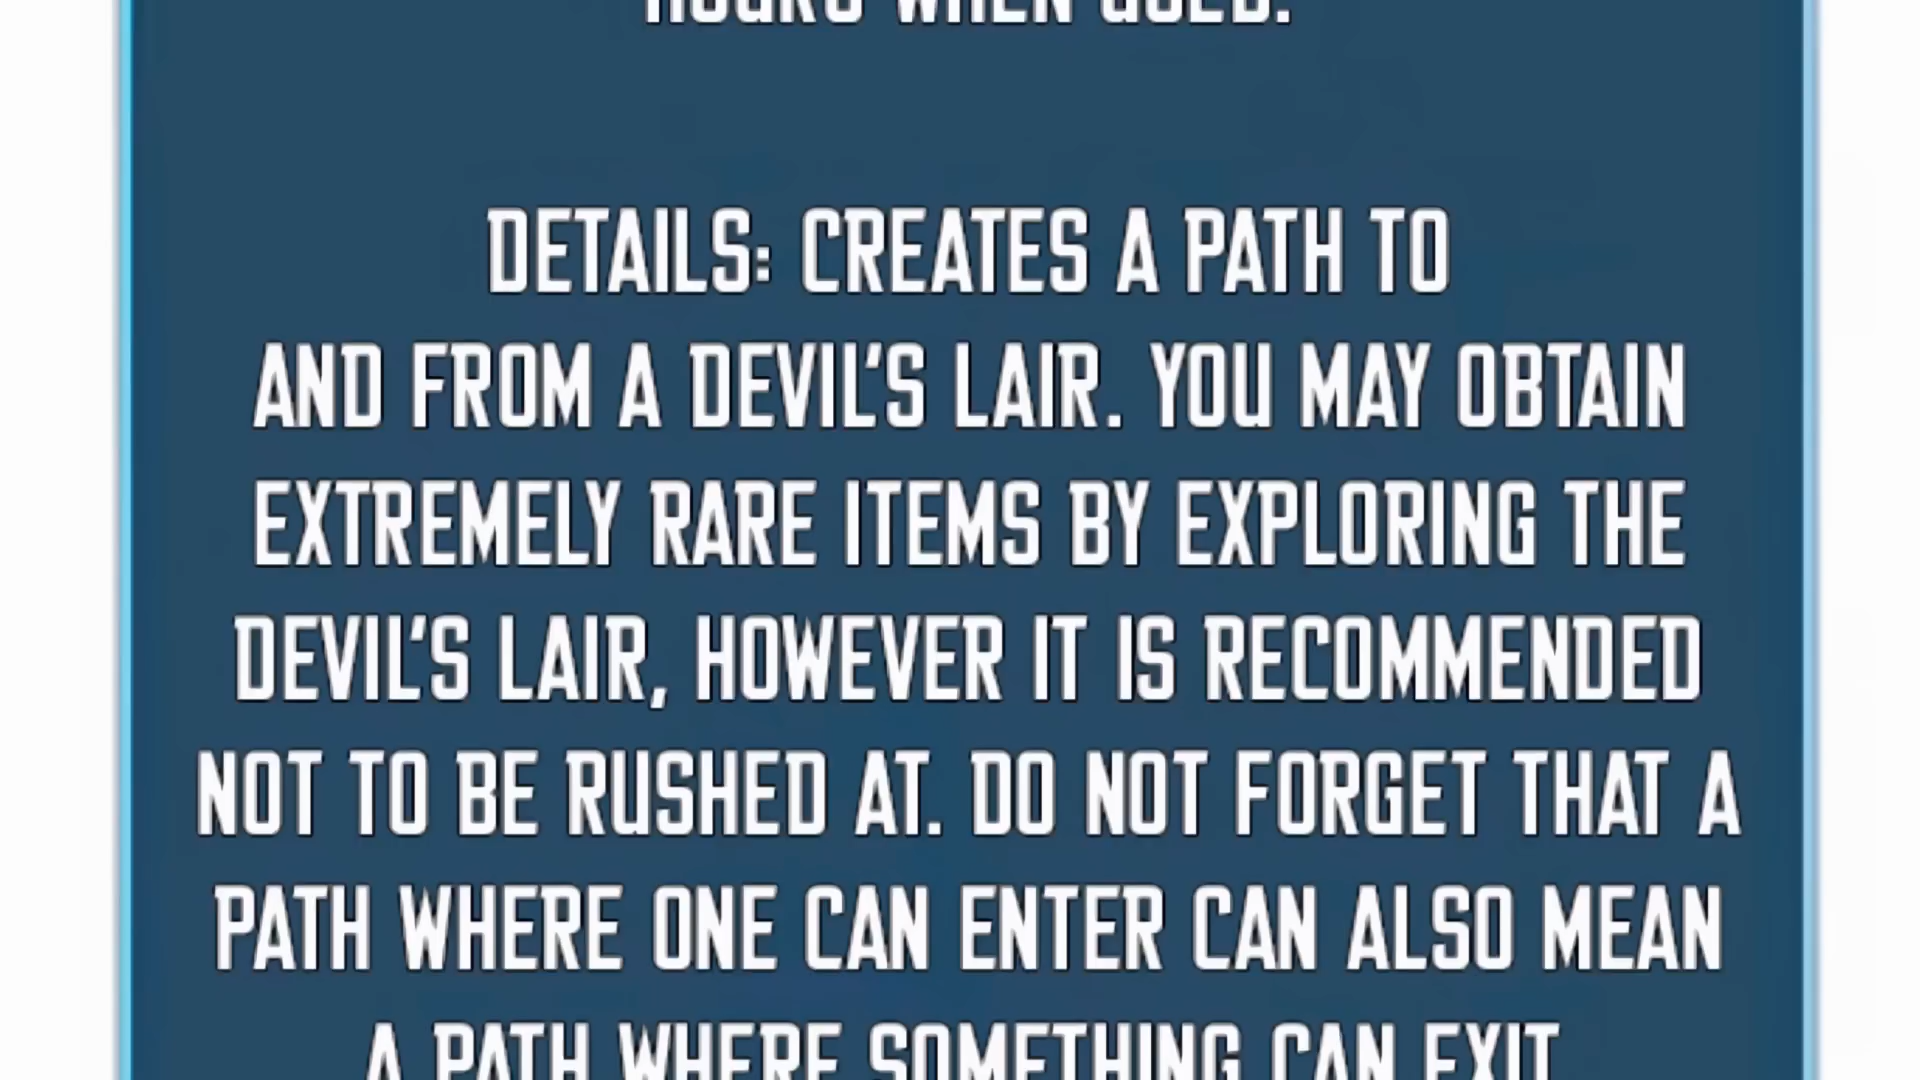 HOURS WHEN USED.
DETAILS: CREATES A PATH TO
AND FROM A DEVIL'S LAIR. YOU MAY OBTAIN
EXTREMELY RARE ITEMS BY EXPLORING THE
DEVIL'S LAIR, HOWEVER IT IS RECOMMENDED
NOT TO BE RUSHED AT. DO NOT FORGET THAT A
PATH WHERE ONE CAN ENTER CAN ALSO MEAN
A PATH WHERE SOMETHING CAN EXIT